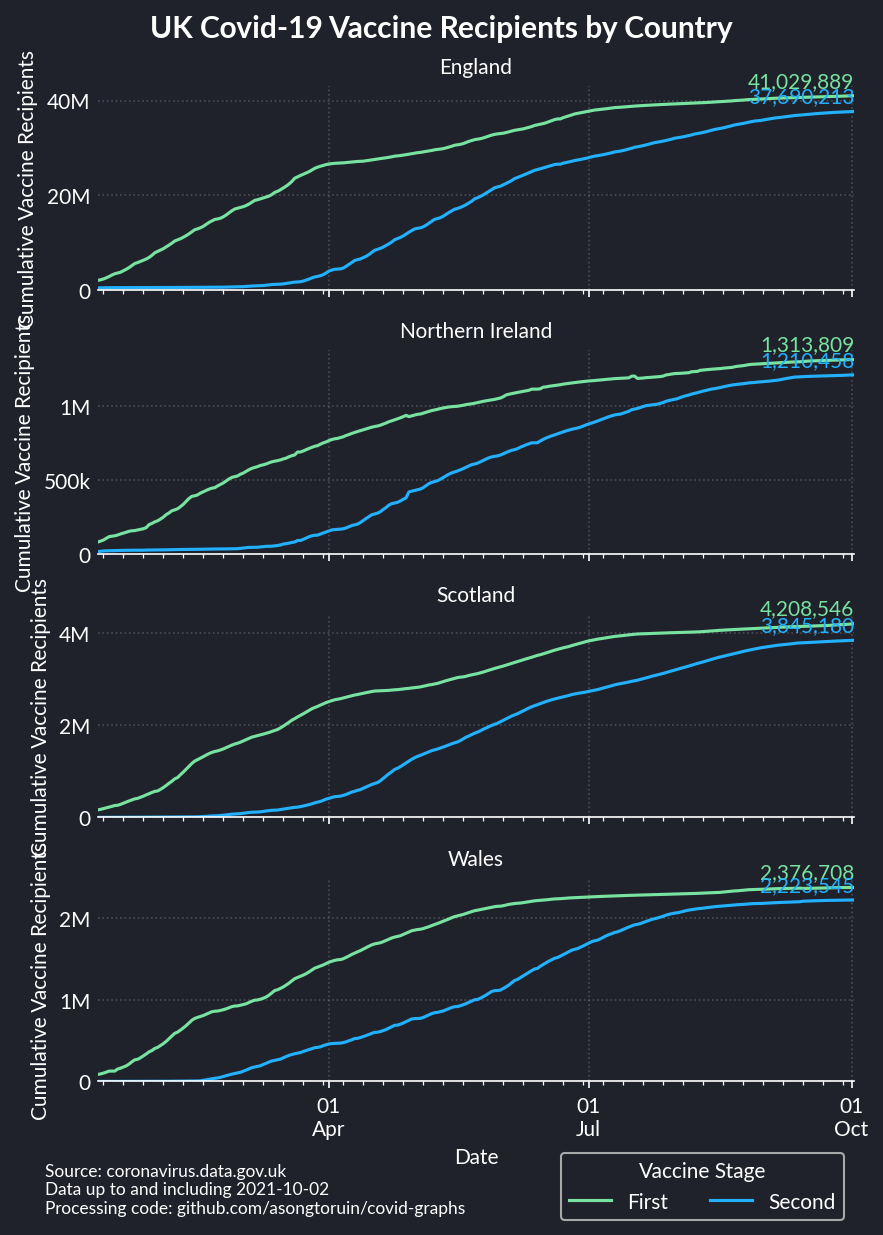 UK Covid-19 Vaccine Recipients by Country
England
Cumulative Vaccine Recipients
40M
20M
0
41,029,889
37,690,213
Northern Ireland
Cumulative Vaccine Recipients
1M
500k
0
1,313,809
1,210,458
Scotland
Cumulative Vaccine Recipients
4M
2M
0
4,208,546
3,845,180
Wales
Cumulative Vaccine Recipients
2M
1M
0
2,376,708
2,223,545
01
Apr
01
Jul
01
Oct
Date
Source: coronavirus.data.gov.uk
Data up to and including 2021-10-02
Processing code: github.com/asongtoruin/covid-graphs
Vaccine Stage
First
Second